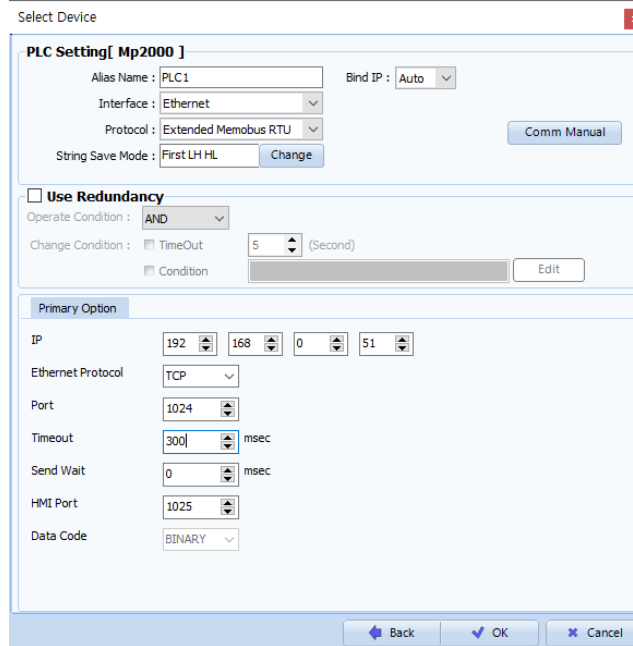 Select Device
PLC Setting[ Mp2000 ]
Alias Name : PLC1 Bind IP : Auto
Interface : Ethernet
Protocol : Extended Memobus RTU Comm Manual
String Save Mode : First LH HL Change
Use Redundancy
Operate Condition : AND
Change Condition : TimeOut 5 (Second)
Condition Edit
Primary Option
IP 192 168 0 51
Ethernet Protocol TCP
Port 1024
Timeout 300 msec
Send Wait 0 msec
HMI Port 1025
Data Code BINARY
Back OK Cancel